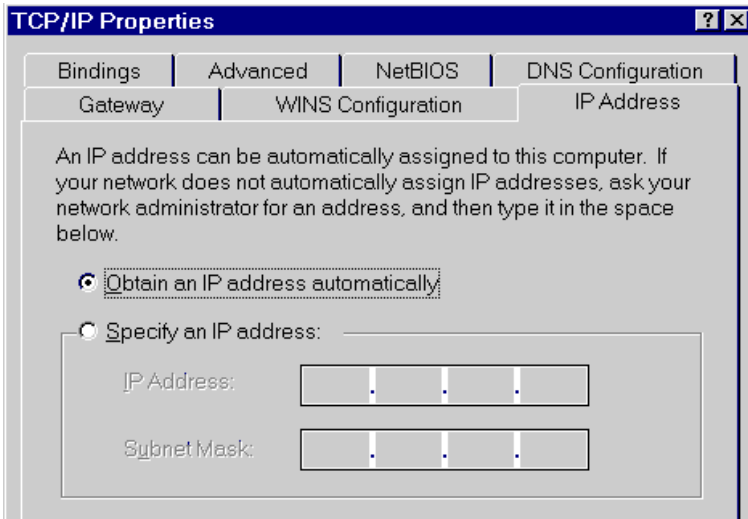 TCP/IP Properties
Bindings Advanced NetBIOS DNS Configuration
Gateway WINS Configuration IP Address
An IP address can be automatically assigned to this computer. If
your network does not automatically assign IP addresses, ask your
network administrator for an address, and then type it in the space
below.
Obtain an IP address automatically
Specify an IP address:
IP Address:
Subnet Mask: